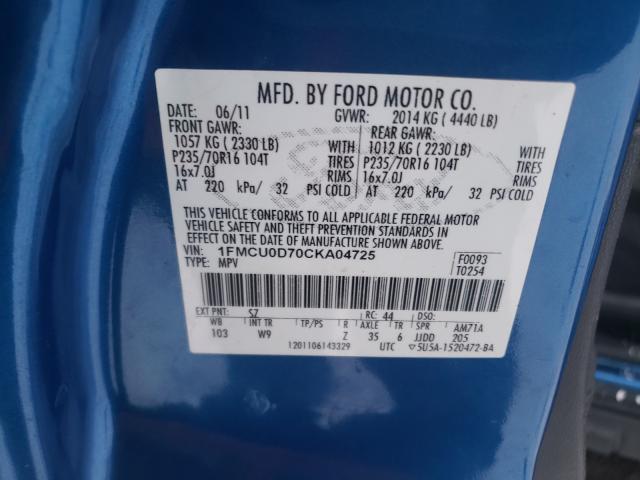 MFD. BY FORD MOTOR CO.
DATE: 06/11 GVWR: 2014 KG ( 4440 LB)
FRONT GAWR: REAR GAWR:
1057 KG ( 2330 LB) WITH 1012 KG ( 2230 LB) WITH
P235/70R16 104T TIRES P235/70R16 104T TIRES
16x7.0J RIMS 16x7.0J RIMS
AT 220 kPa/ 32 PSI COLD AT 220 kPa/ 32 PSI COLD
THIS VEHICLE CONFORMS TO ALL APPLICABLE FEDERAL MOTOR
VEHICLE SAFETY AND THEFT PREVENTION STANDARDS IN
EFFECT ON THE DATE OF MANUFACTURE SHOWN ABOVE.
VIN: 1FMCU0D70CKA04725 F0093
TYPE: MPV T0254
EXT PNT: SZ RC: 44 DSO:
WB INT TR TP/PS R AXLE TR SPR AM71A
103 W9 Z 35 6 JJDD 205
1201106143329 UTC 5U5A-1520472-BA